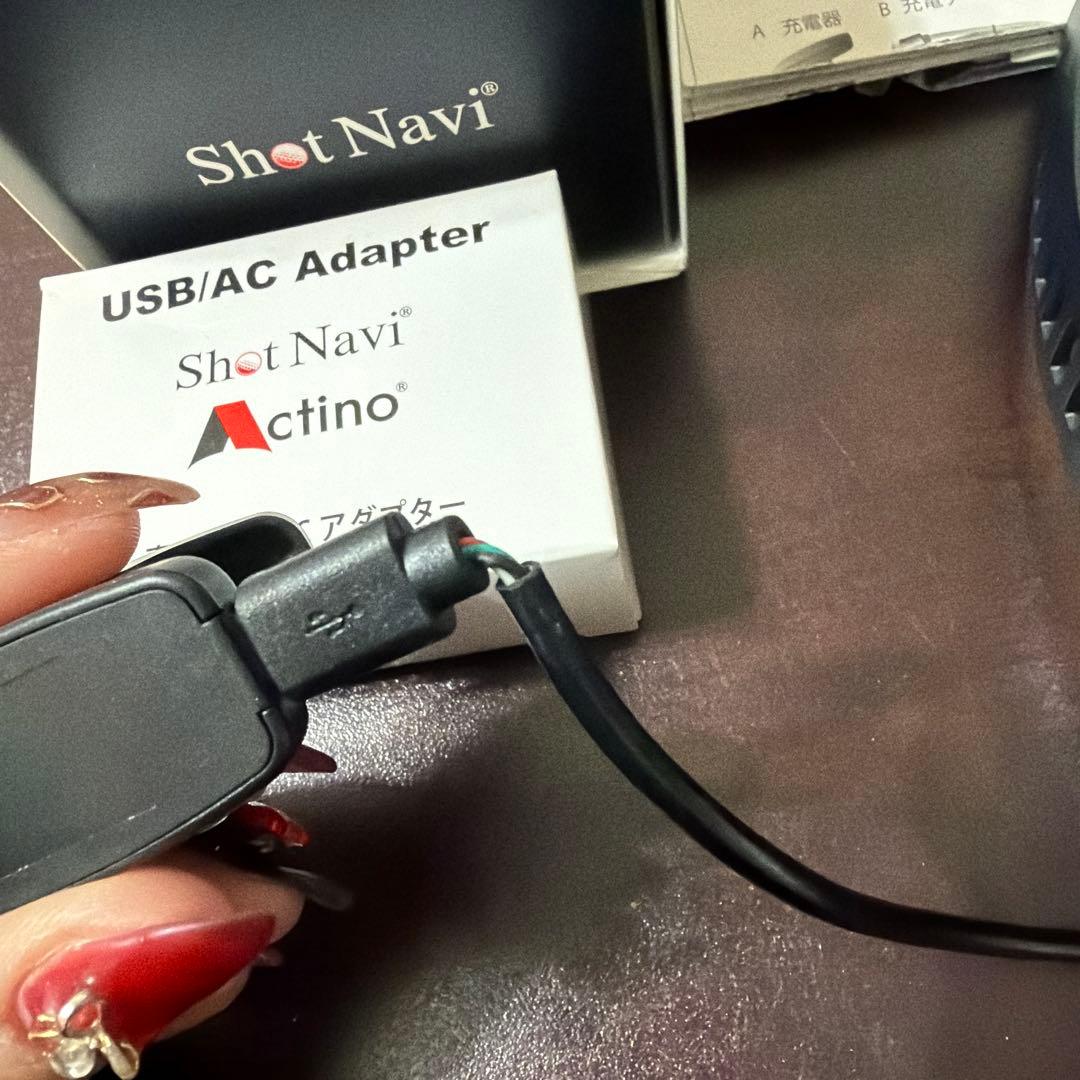 A 充電器
B 充電
Shot Navi®
USB/AC Adapter
Shot Navi®
Actino®
アダプター